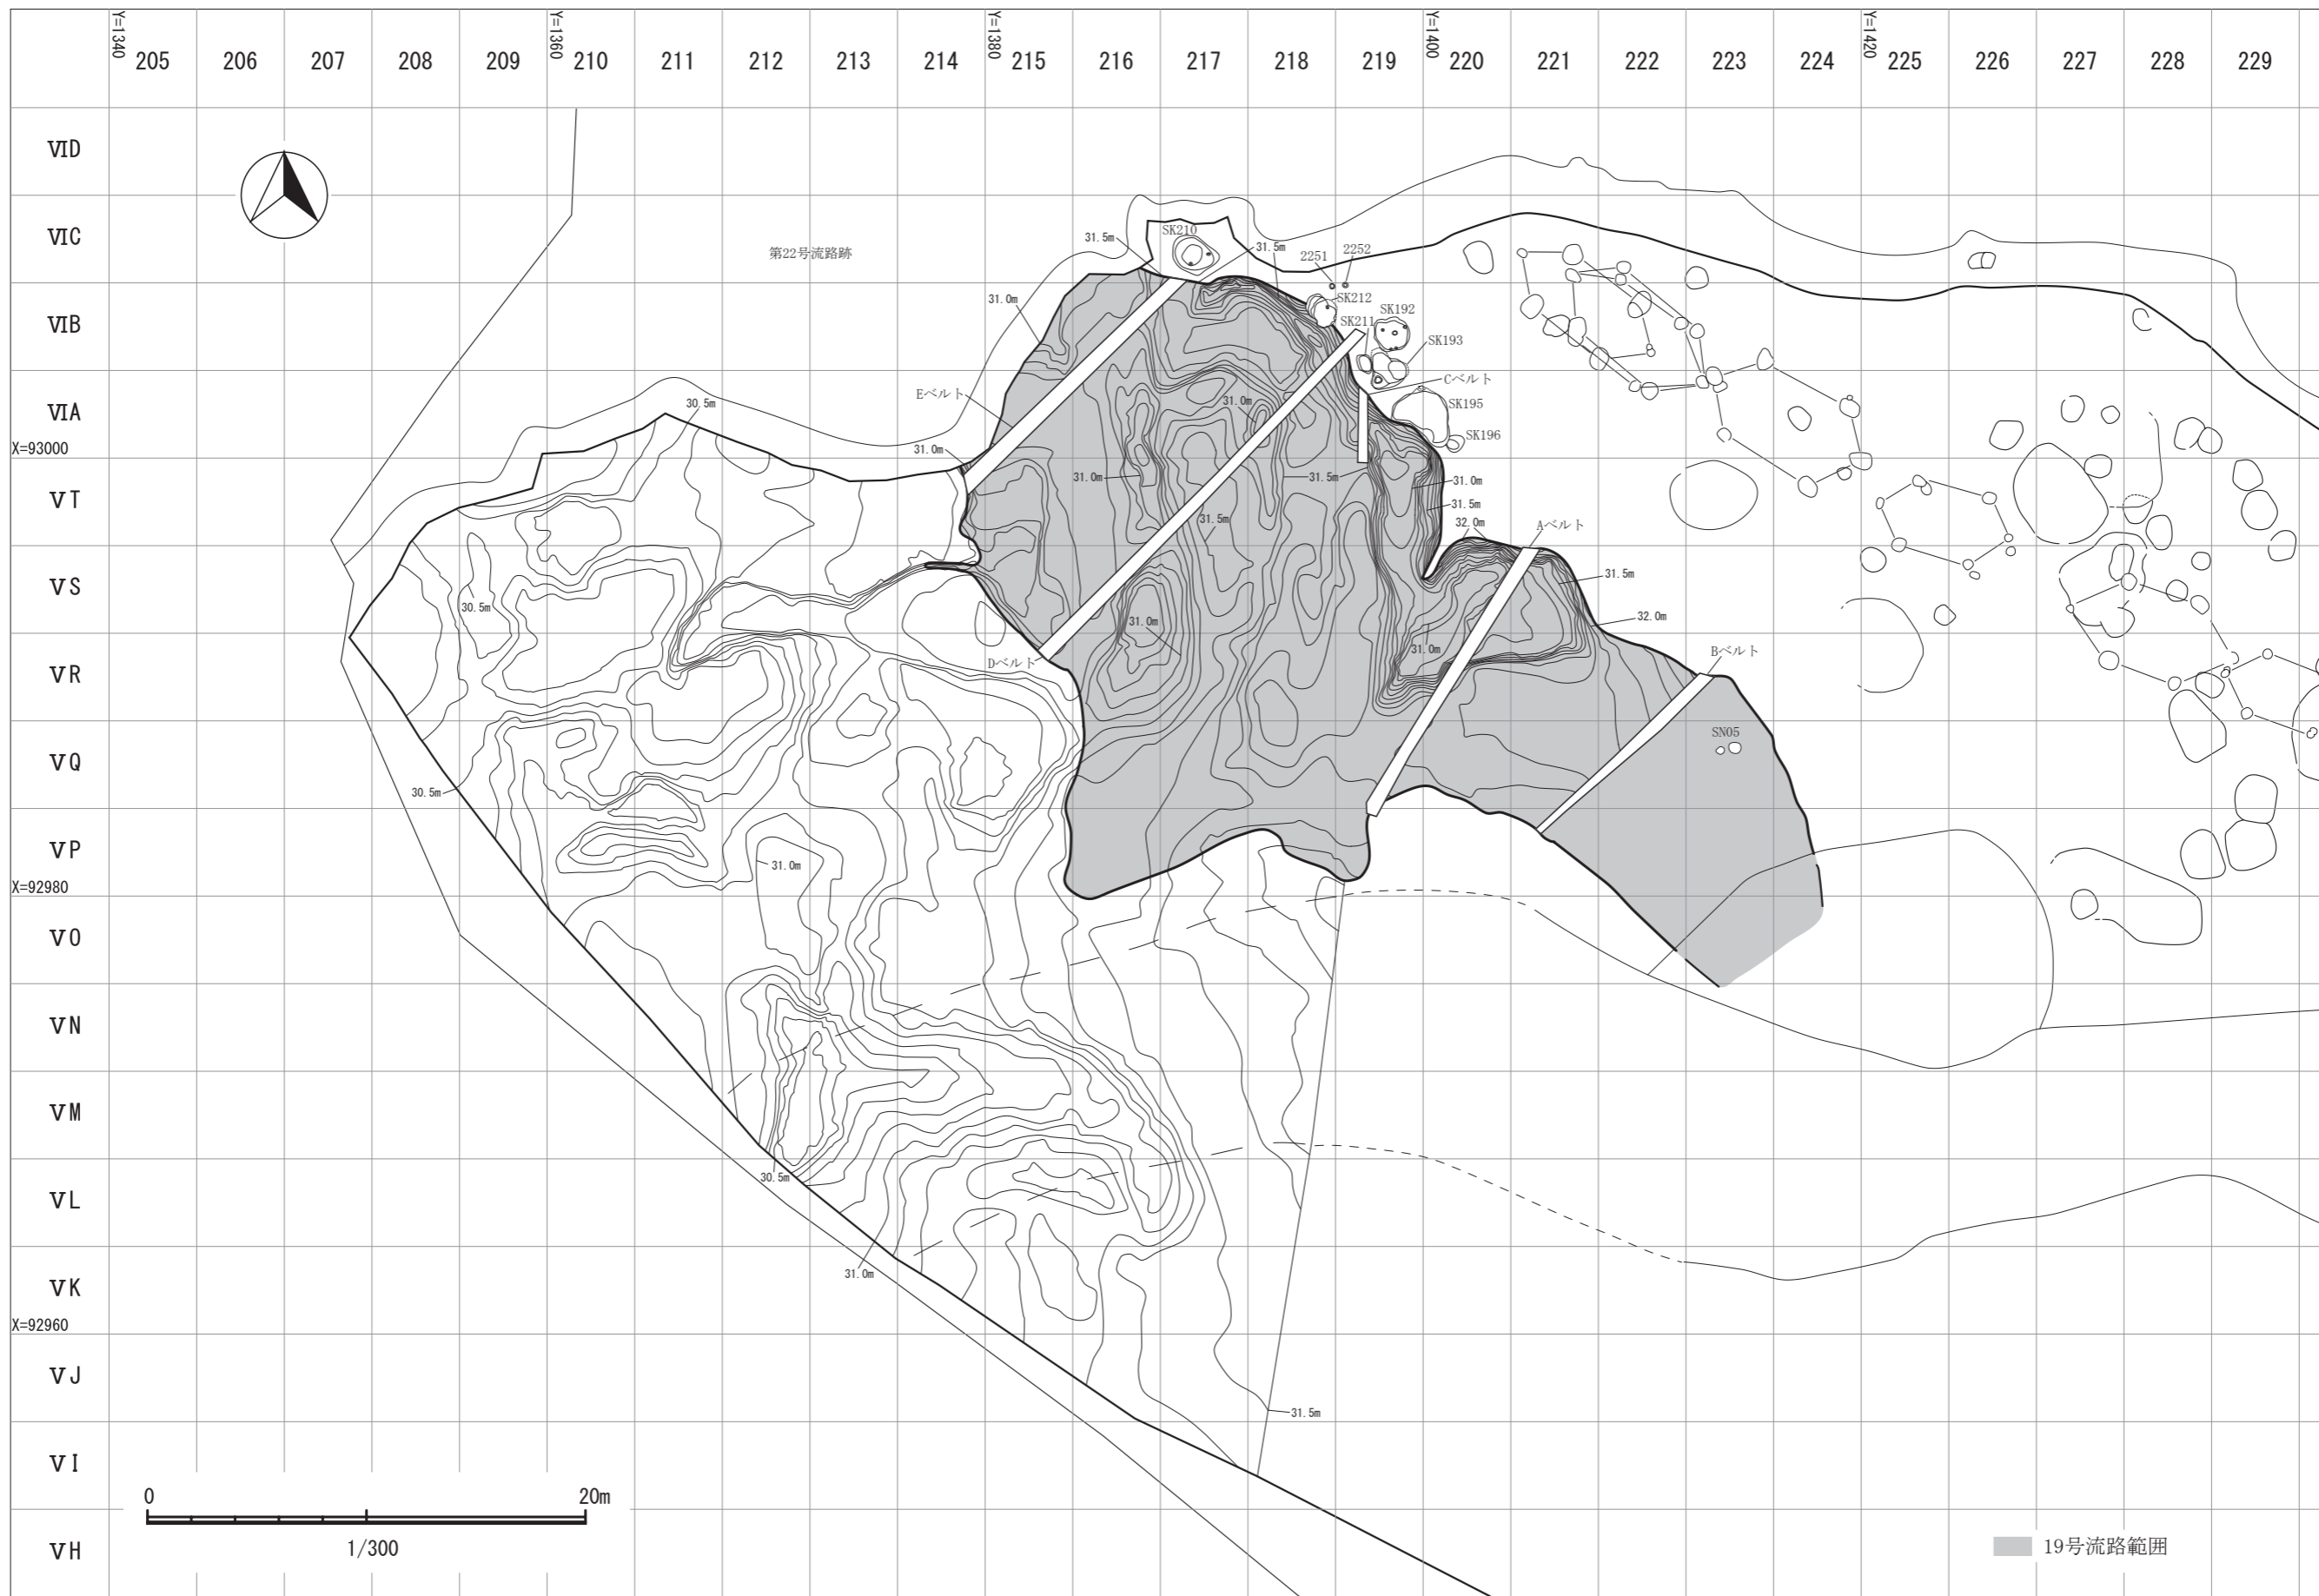 Y=1340 Y=1360 Y=1380 Y=1400 Y=1420
205 206 207 208 209 210 211 212 213 214 215 216 217 218 219 220 221 222 223 224 225 226 227 228 229
ⅥD
ⅥC
第22号流路跡
31.5m
SK210
31.5m
2251
2252
ⅥB
31.0m
SK212
SK211
SK192
SK193
ⅥA
Eベルト
Cベルト
30.5m
31.0m
SK195
SK196
X=93000
31.0m
ⅤT
31.0m
31.5m
31.0m
31.5m
31.5m
32.0m
Aベルト
ⅤS
30.5m
31.5m
32.0m
31.0m
ⅤR
Dベルト
31.0m
Bベルト
ⅤQ
SN05
30.5m
ⅤP
31.0m
X=92980
ⅤO
ⅤN
ⅤM
ⅤL
30.5m
ⅤK
31.0m
X=92960
ⅤJ
31.5m
ⅤI
0 20m
1/300
ⅤH
19号流路範囲